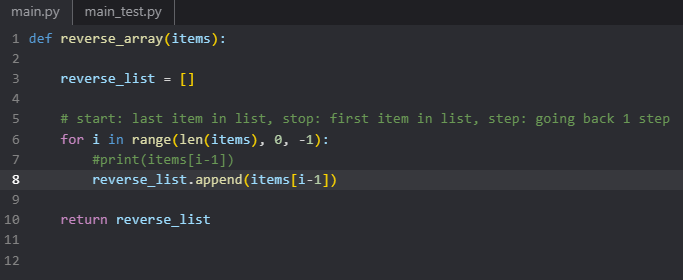 main.py main_test.py
1 def reverse_array(items):
2
3 reverse_list = []
4
5 # start: last item in list, stop: first item in list, step: going back 1 step
6 for i in range(len(items), 0, -1):
7 #print(items[i-1])
8 reverse_list.append(items[i-1])
9
10 return reverse_list
11
12